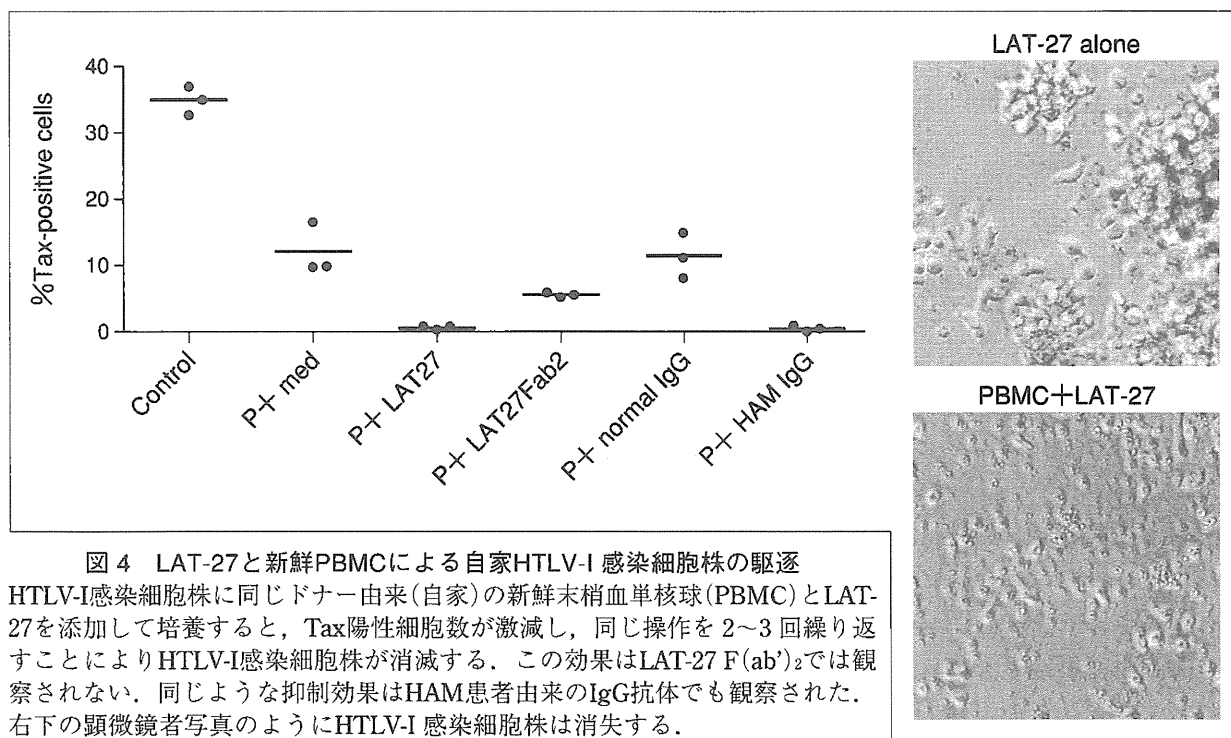 %Tax-positive cells
40
30
20
10
0
Control
P+ med
P+ LAT27
P+ LAT27Fab2
P+ normal IgG
P+ HAM IgG
LAT-27 alone
PBMC+LAT-27
図4 LAT-27と新鮮PBMCによる自家HTLV-I 感染細胞株の駆逐
HTLV-I感染細胞株に同じドナー由来(自家)の新鮮末梢血単核球(PBMC)とLAT-
27を添加して培養すると，Tax陽性細胞数が激減し，同じ操作を2〜3回繰り返
すことによりHTLV-I感染細胞株が消滅する．この効果はLAT-27 F(ab')₂では観
察されない．同じような抑制効果はHAM患者由来のIgG抗体でも観察された．
右下の顕微鏡者写真のようにHTLV-I 感染細胞株は消失する．